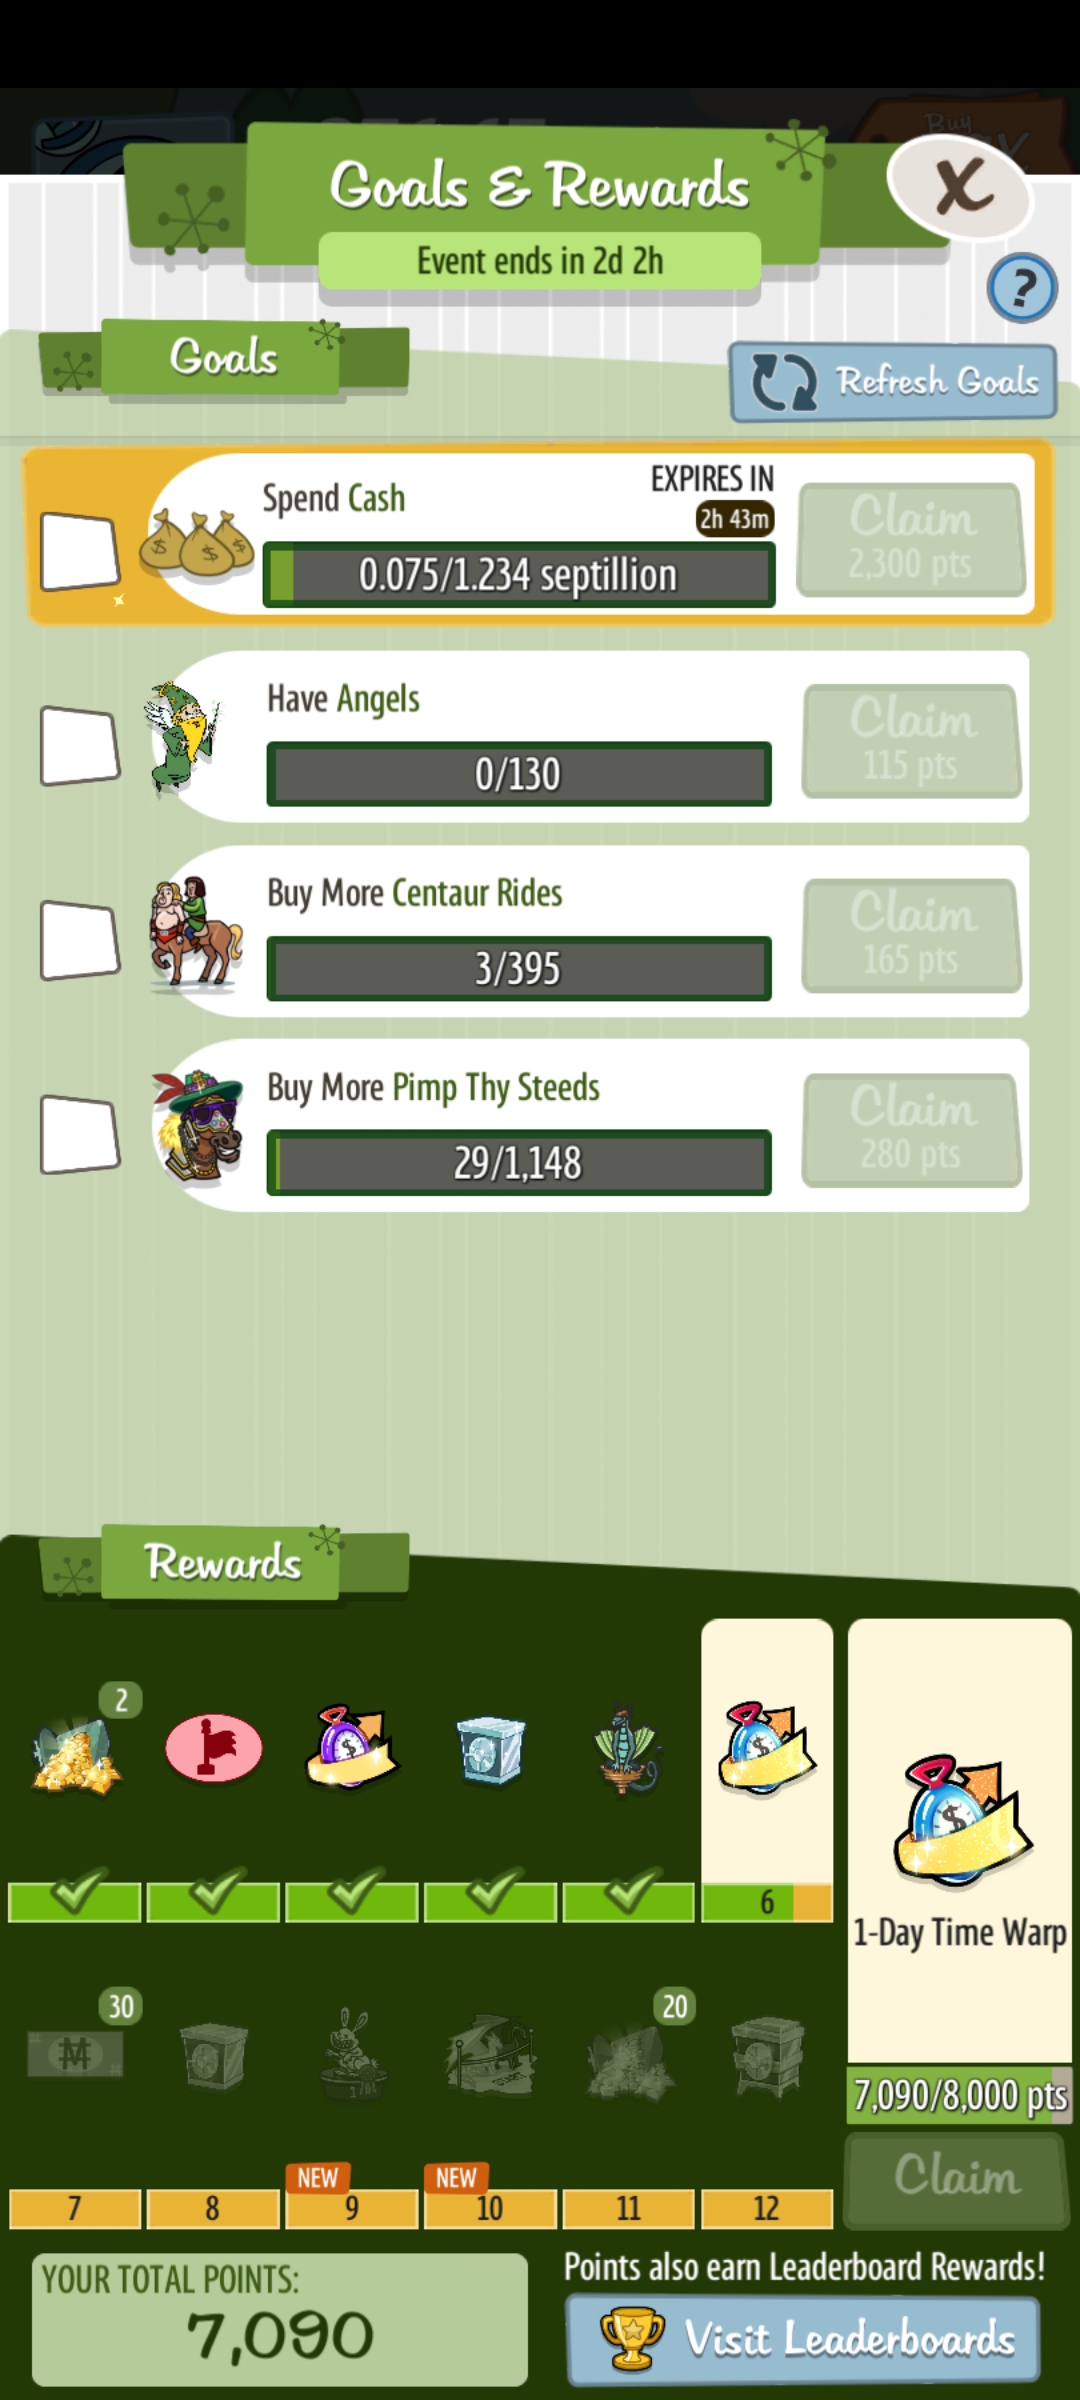 Buy
Goals & Rewards
X
Event ends in 2d 2h
?
Goals
Refresh Goals
Spend Cash
EXPIRES IN
2h 43m
0.075/1.234 septillion
Claim
2,300 pts
Have Angels
0/130
Claim
115 pts
Buy More Centaur Rides
3/395
Claim
165 pts
Buy More Pimp Thy Steeds
29/1,148
Claim
280 pts
Rewards
2
6
1-Day Time Warp
30
20
7,090/8,000 pts
Claim
NEW
NEW
7
8
9
10
11
12
YOUR TOTAL POINTS:
7,090
Points also earn Leaderboard Rewards!
Visit Leaderboards